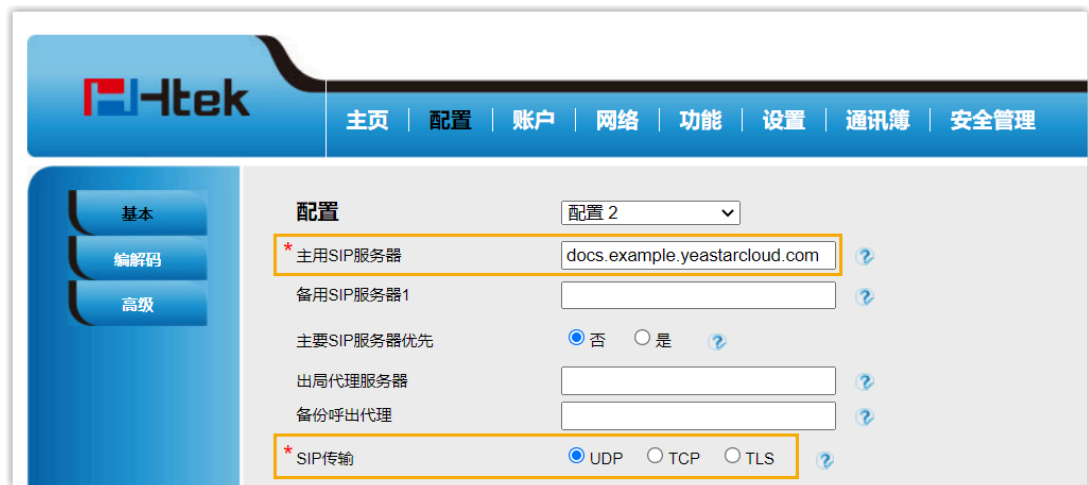 Htek
主页 配置 账户 网络 功能 设置 通讯簿 安全管理
基本
编解码
高级
配置 配置 2
* 主用SIP服务器 docs.example.yeastarcloud.com ?
备用SIP服务器1 ?
主要SIP服务器优先 否 是 ?
出局代理服务器 ?
备份呼出代理 ?
* SIP传输 UDP TCP TLS ?